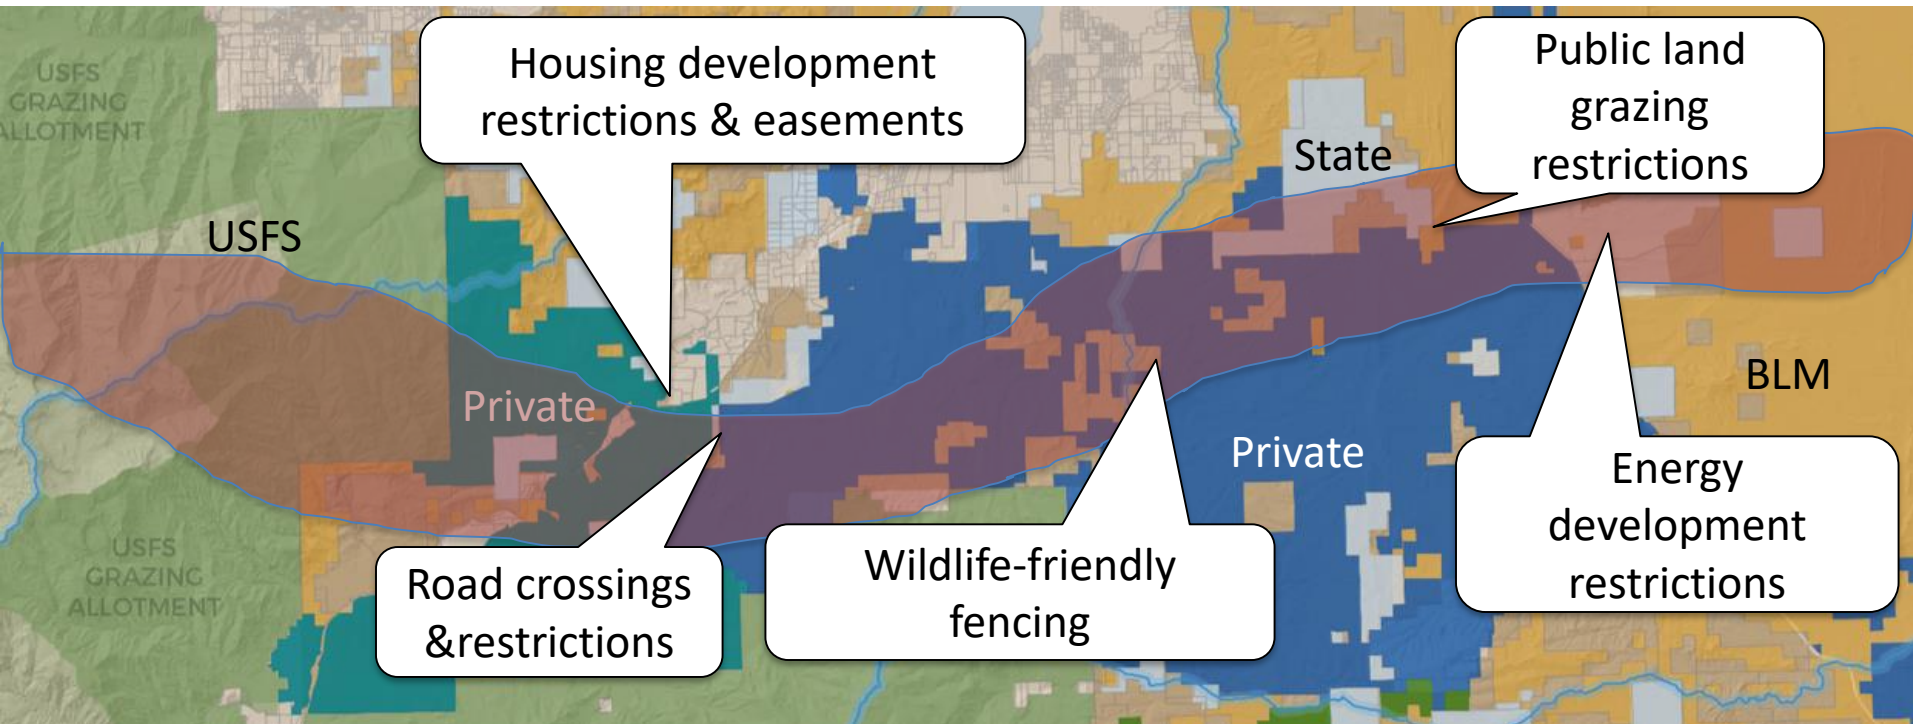 USFS
GRAZING
ALLOTMENT
Housing development
restrictions & easements
Public land
grazing
restrictions
State
USFS
Private
BLM
Private
Energy
development
restrictions
Wildlife-friendly
fencing
Road crossings
&restrictions
USFS
GRAZING
ALLOTMENT